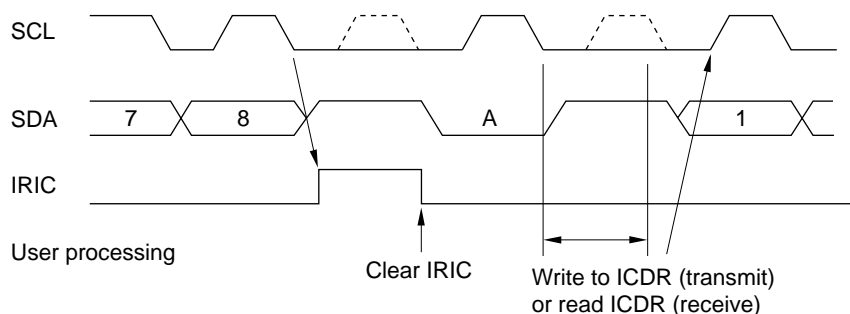 SCL
SDA 7 8 A 1
IRIC
User processing
Clear IRIC
Write to ICDR (transmit)
or read ICDR (receive)